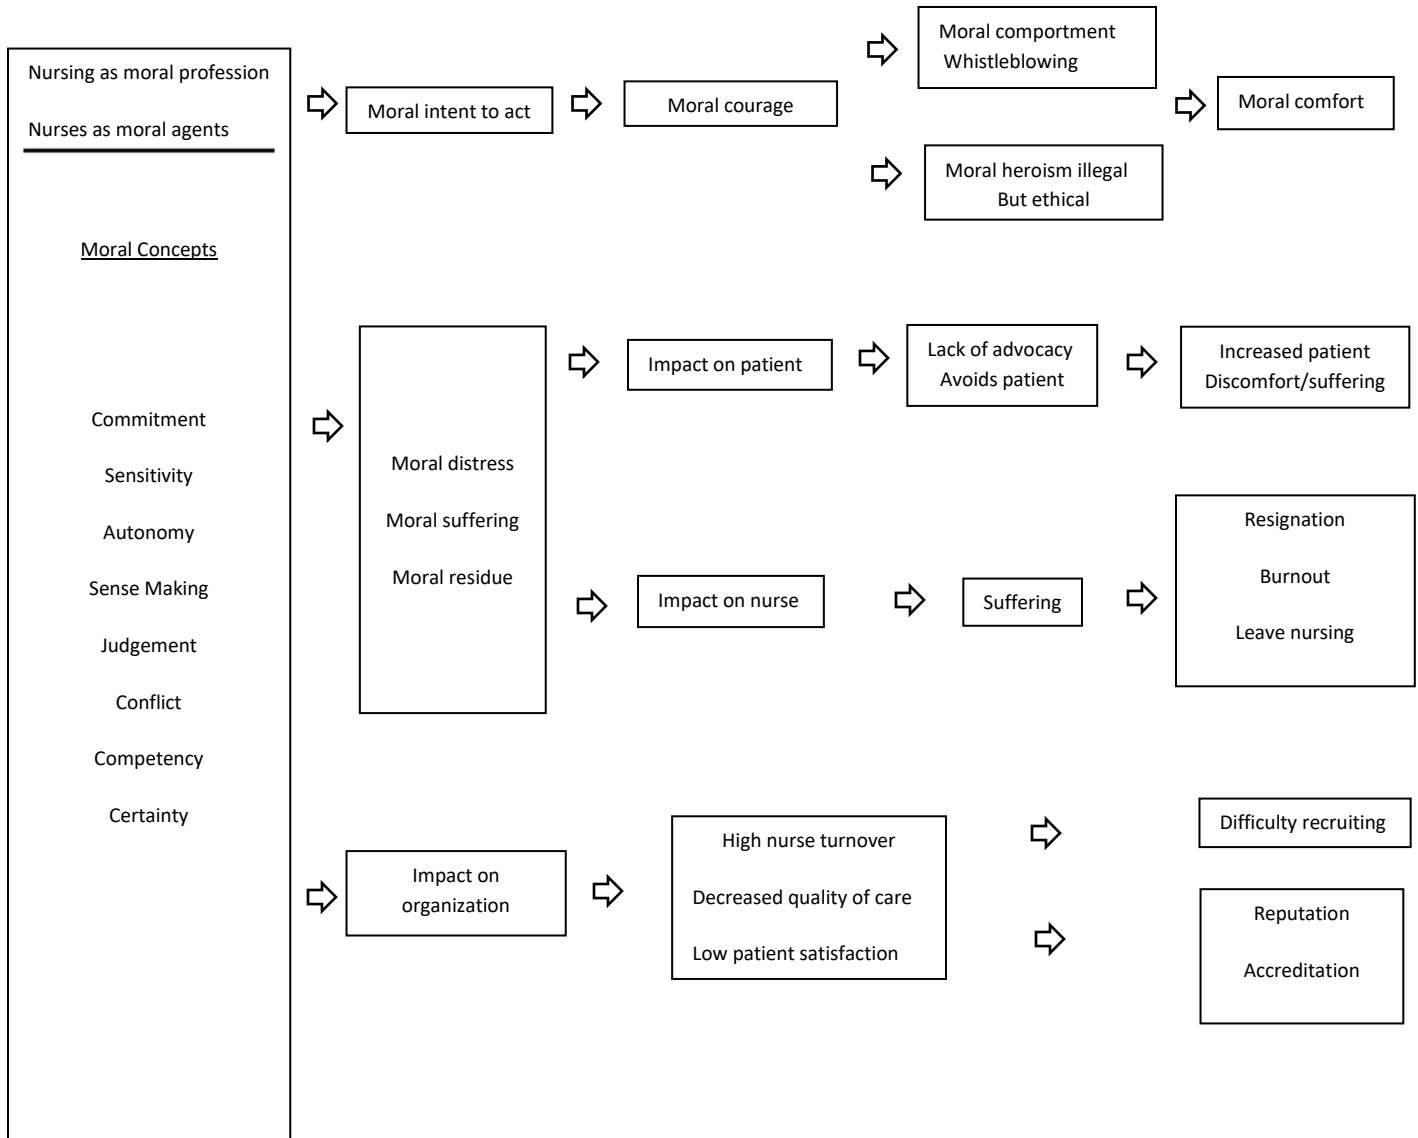 Nursing as moral profession
Nurses as moral agents
Moral Concepts
Commitment
Sensitivity
Autonomy
Sense Making
Judgement
Conflict
Competency
Certainty
Moral intent to act
Moral courage
Moral comportment
Whistleblowing
Moral heroism illegal
But ethical
Moral comfort
Moral distress
Moral suffering
Moral residue
Impact on patient
Lack of advocacy
Avoids patient
Increased patient
Discomfort/suffering
Impact on nurse
Suffering
Resignation
Burnout
Leave nursing
Impact on
organization
High nurse turnover
Decreased quality of care
Low patient satisfaction
Difficulty recruiting
Reputation
Accreditation